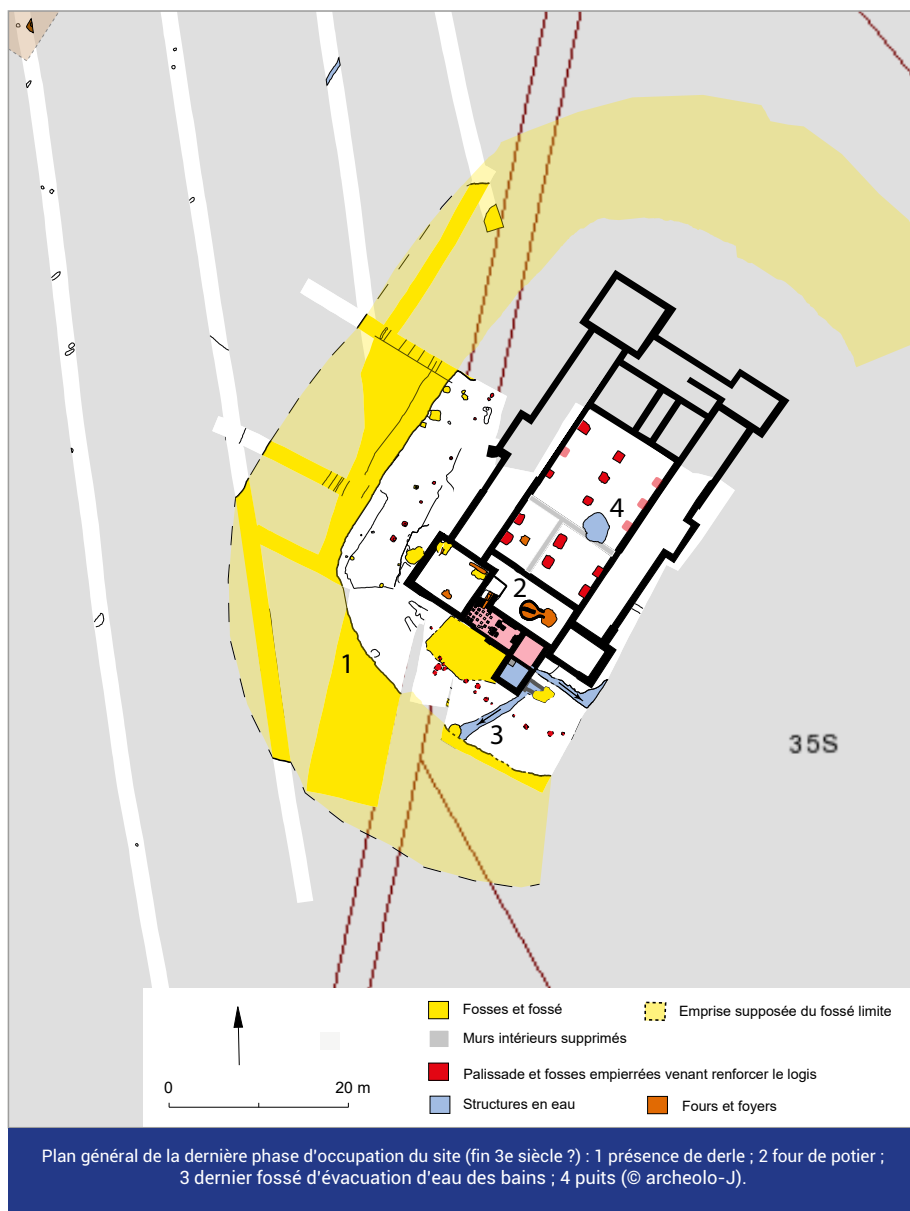 4
2
1
3
35S
Fosses et fossé
Emprise supposée du fossé limite
Murs intérieurs supprimés
Palissade et fosses empierrées venant renforcer le logis
0 20 m
Structures en eau
Fours et foyers
Plan général de la dernière phase d'occupation du site (fin 3e siècle ?) : 1 présence de derle ; 2 four de potier ;
3 dernier fossé d'évacuation d'eau des bains ; 4 puits (© archeolo-J).